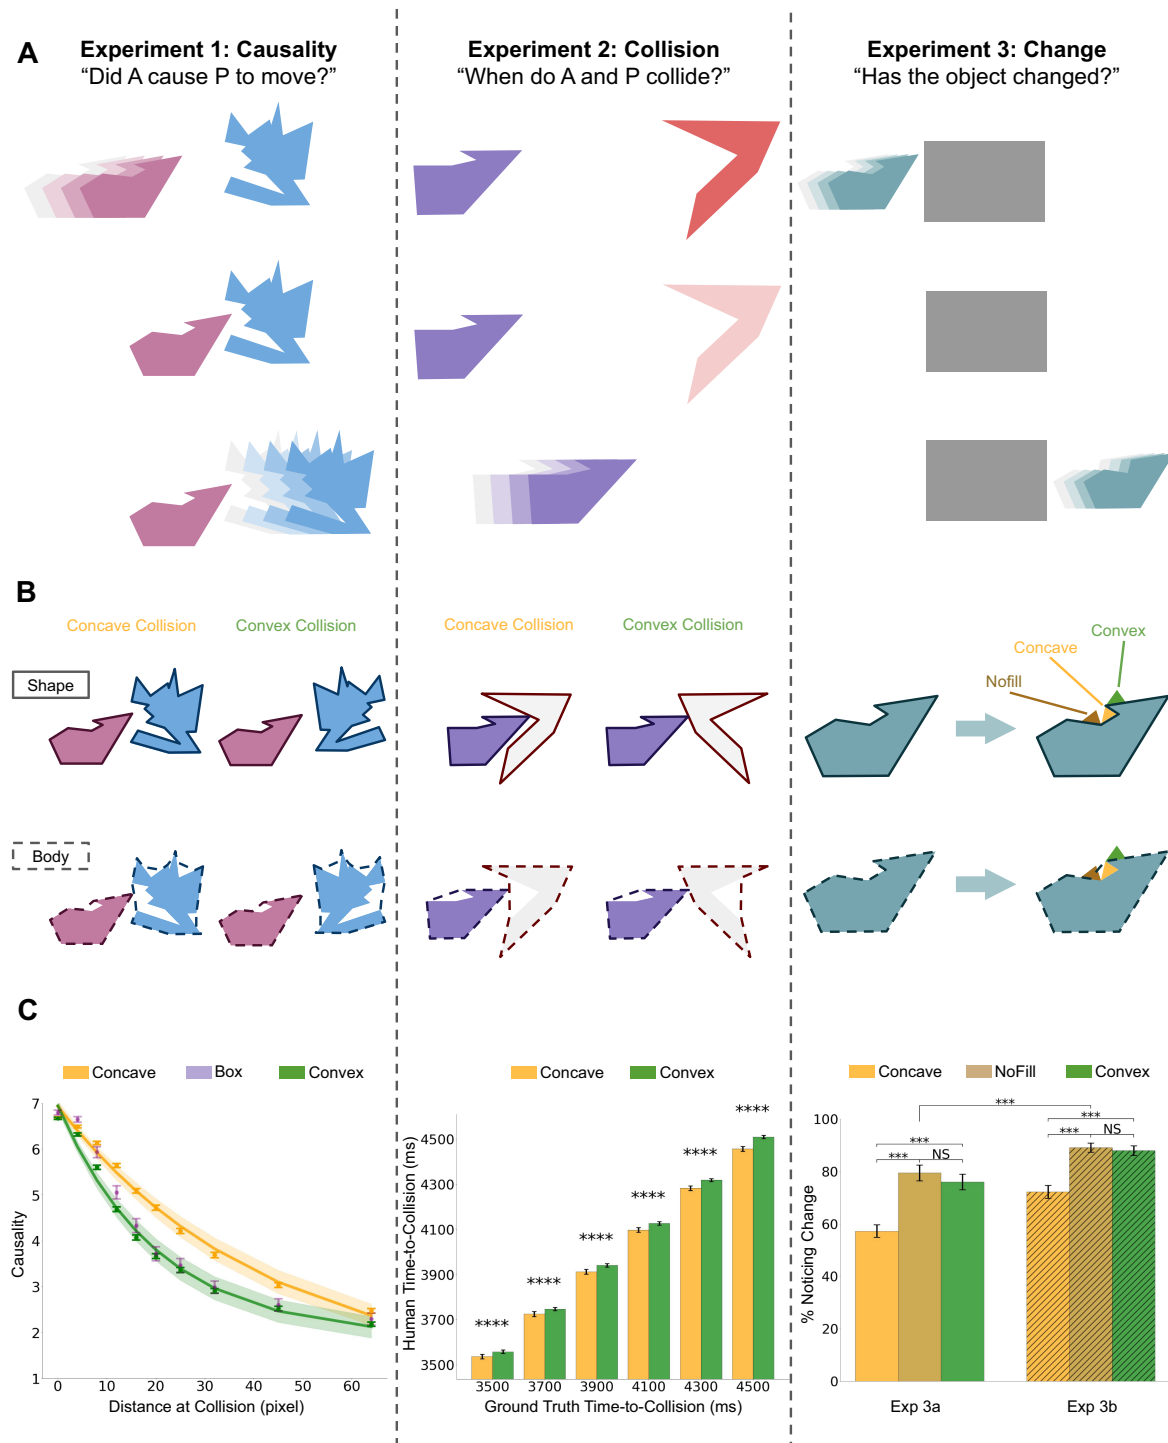 A
Experiment 1: Causality
“Did A cause P to move?”
Experiment 2: Collision
“When do A and P collide?”
Experiment 3: Change
“Has the object changed?”
B
Concave Collision
Convex Collision
Shape
Body
Concave Collision
Convex Collision
Convex
Concave
Nofill
C
Concave
Box
Convex
Causality
7
6
5
4
3
2
1
0
10
20
30
40
50
60
Distance at Collision (pixel)
Concave
Convex
Human Time-to-Collision (ms)
4500
4300
4100
3900
3700
3500
****
****
****
****
****
****
3500
3700
3900
4100
4300
4500
Ground Truth Time-to-Collision (ms)
Concave
NoFill
Convex
% Noticing Change
100
80
60
40
20
0
***
***
***
NS
***
***
NS
Exp 3a
Exp 3b